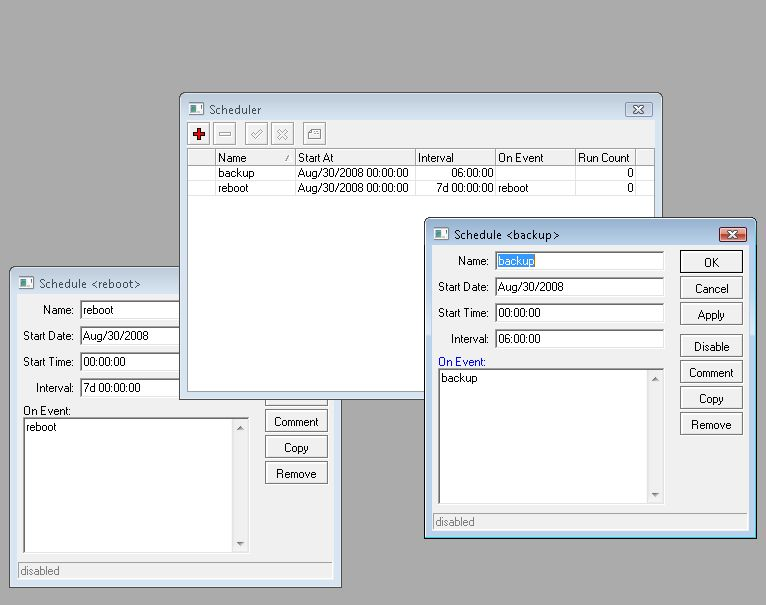 Scheduler
Name Start At Interval On Event Run Count
backup Aug/30/2008 00:00:00 06:00:00 0
reboot Aug/30/2008 00:00:00 7d 00:00:00 reboot 0
Schedule <backup>
Name: backup
Start Date: Aug/30/2008
Start Time: 00:00:00
Interval: 06:00:00
On Event:
backup
OK
Cancel
Apply
Disable
Comment
Copy
Remove
disabled
Schedule <reboot>
Name: reboot
Start Date: Aug/30/2008
Start Time: 00:00:00
Interval: 7d 00:00:00
On Event:
reboot
Comment
Copy
Remove
disabled